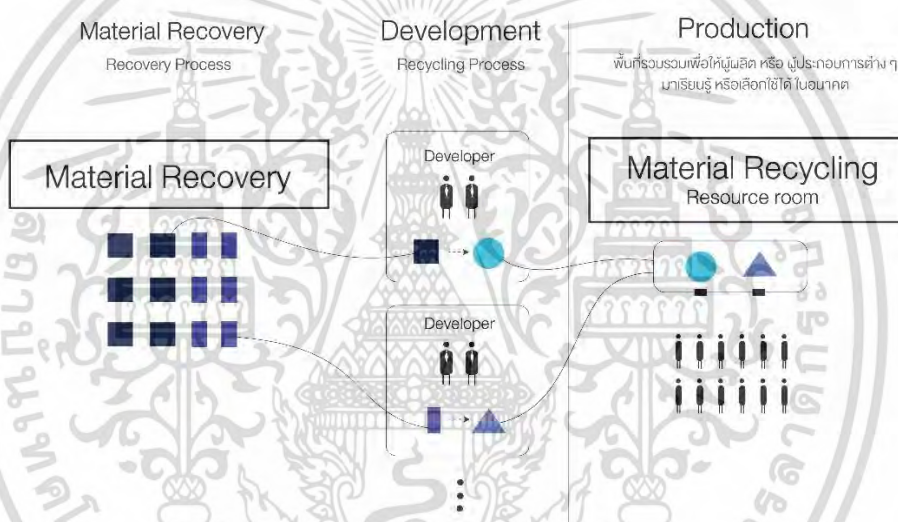 Material Recovery
Recovery Process
Development
Recycling Process
Production
พื้นที่รวบรวมเพื่อให้ผู้ผลิต หรือ ผู้ประกอบการต่าง ๆ
มาเรียนรู้ หรือเลือกใช้ได้ ในอนาคต
Material Recovery
Developer
Developer
Material Recycling
Resource room